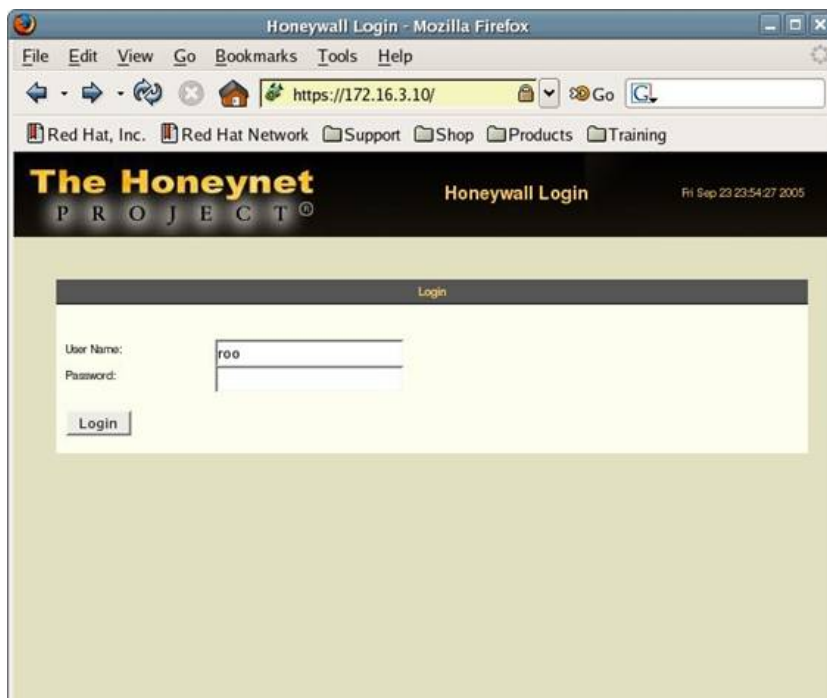 Honeywall Login - Mozilla Firefox
File Edit View Go Bookmarks Tools Help
https://172.16.3.10/ Go G
Red Hat, Inc. Red Hat Network Support Shop Products Training
The Honeynet
PROJECT®
Honeywall Login
Fri Sep 23 23:54:27 2005
Login
User Name: roo
Password:
Login